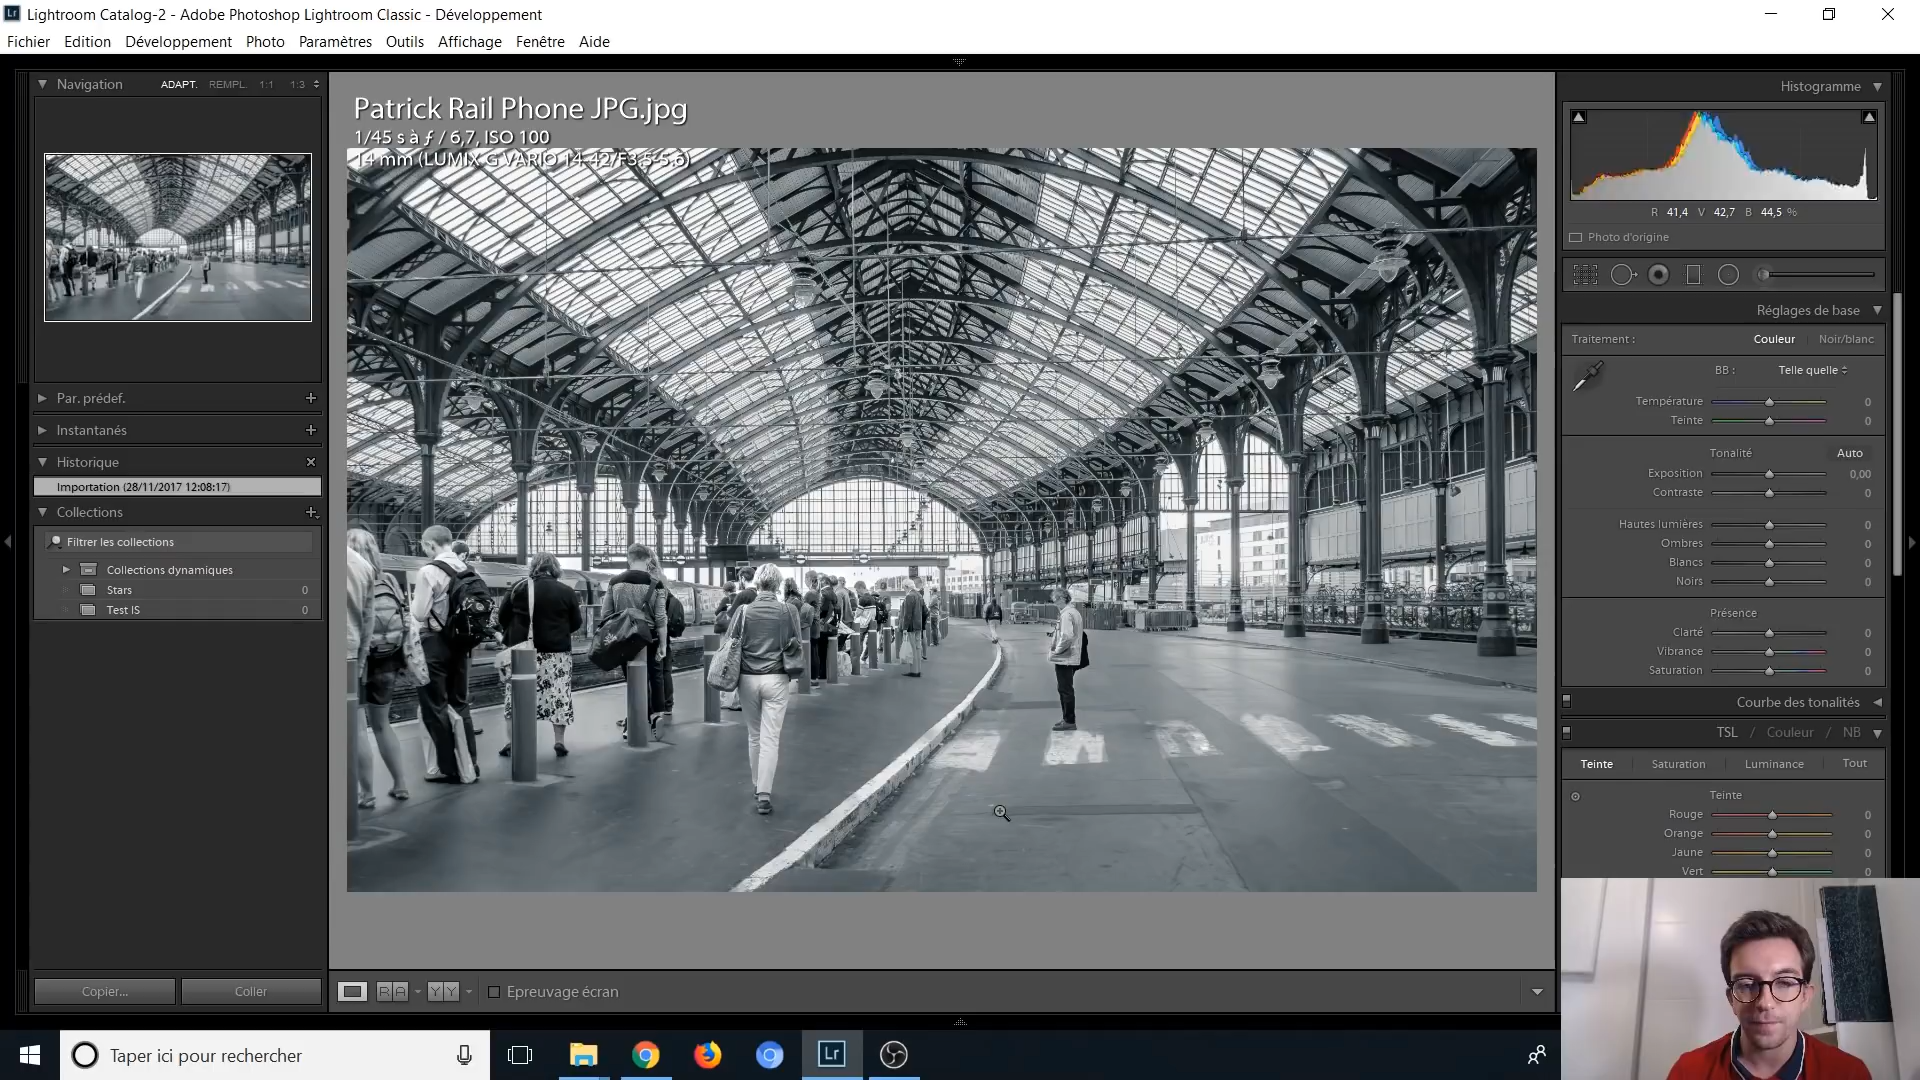 Lightroom Catalog-2 - Adobe Photoshop Lightroom Classic - Développement
Fichier Edition Développement Photo Paramètres Outils Affichage Fenêtre Aide
Navigation ADAPT. REMPL. 1:1 1:3
Par. prédef.
Instantanés
Historique
Importation (28/11/2017 12:08:17)
Collections
Filtrer les collections
Collections dynamiques
Stars 0
Test IS 0
Copier... Coller
Patrick Rail Phone JPG.jpg
1/45 s à ƒ / 6,7, ISO 100
14 mm (LUMIX G VARIO 14-42/F3.5-5.6)
RA YY Epreuvage écran
Histogramme
R 41,4 V 42,7 B 44,5 %
Photo d'origine
Réglages de base
Traitement : Couleur Noir/blanc
BB : Telle quelle
Température 0
Teinte 0
Tonalité Auto
Exposition 0,00
Contraste 0
Hautes lumières 0
Ombres 0
Blancs 0
Noirs 0
Présence
Clarté 0
Vibrance 0
Saturation 0
Courbe des tonalités
TSL / Couleur / NB
Teinte Saturation Luminance Tout
Teinte
Rouge 0
Orange 0
Jaune 0
Vert 0
Taper ici pour rechercher
Lr